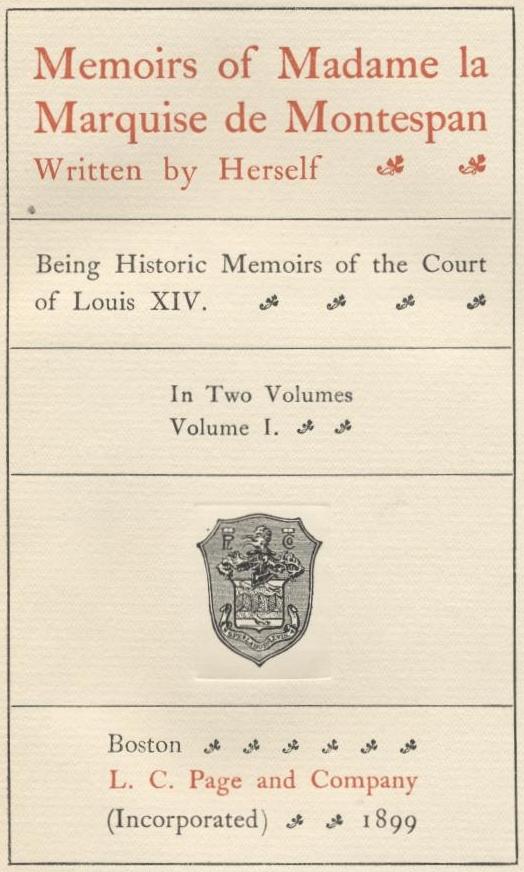 Memoirs of Madame la
Marquise de Montespan
Written by Herself
Being Historic Memoirs of the Court
of Louis XIV.
In Two Volumes
Volume I.
Boston
L. C. Page and Company
(Incorporated) 1899